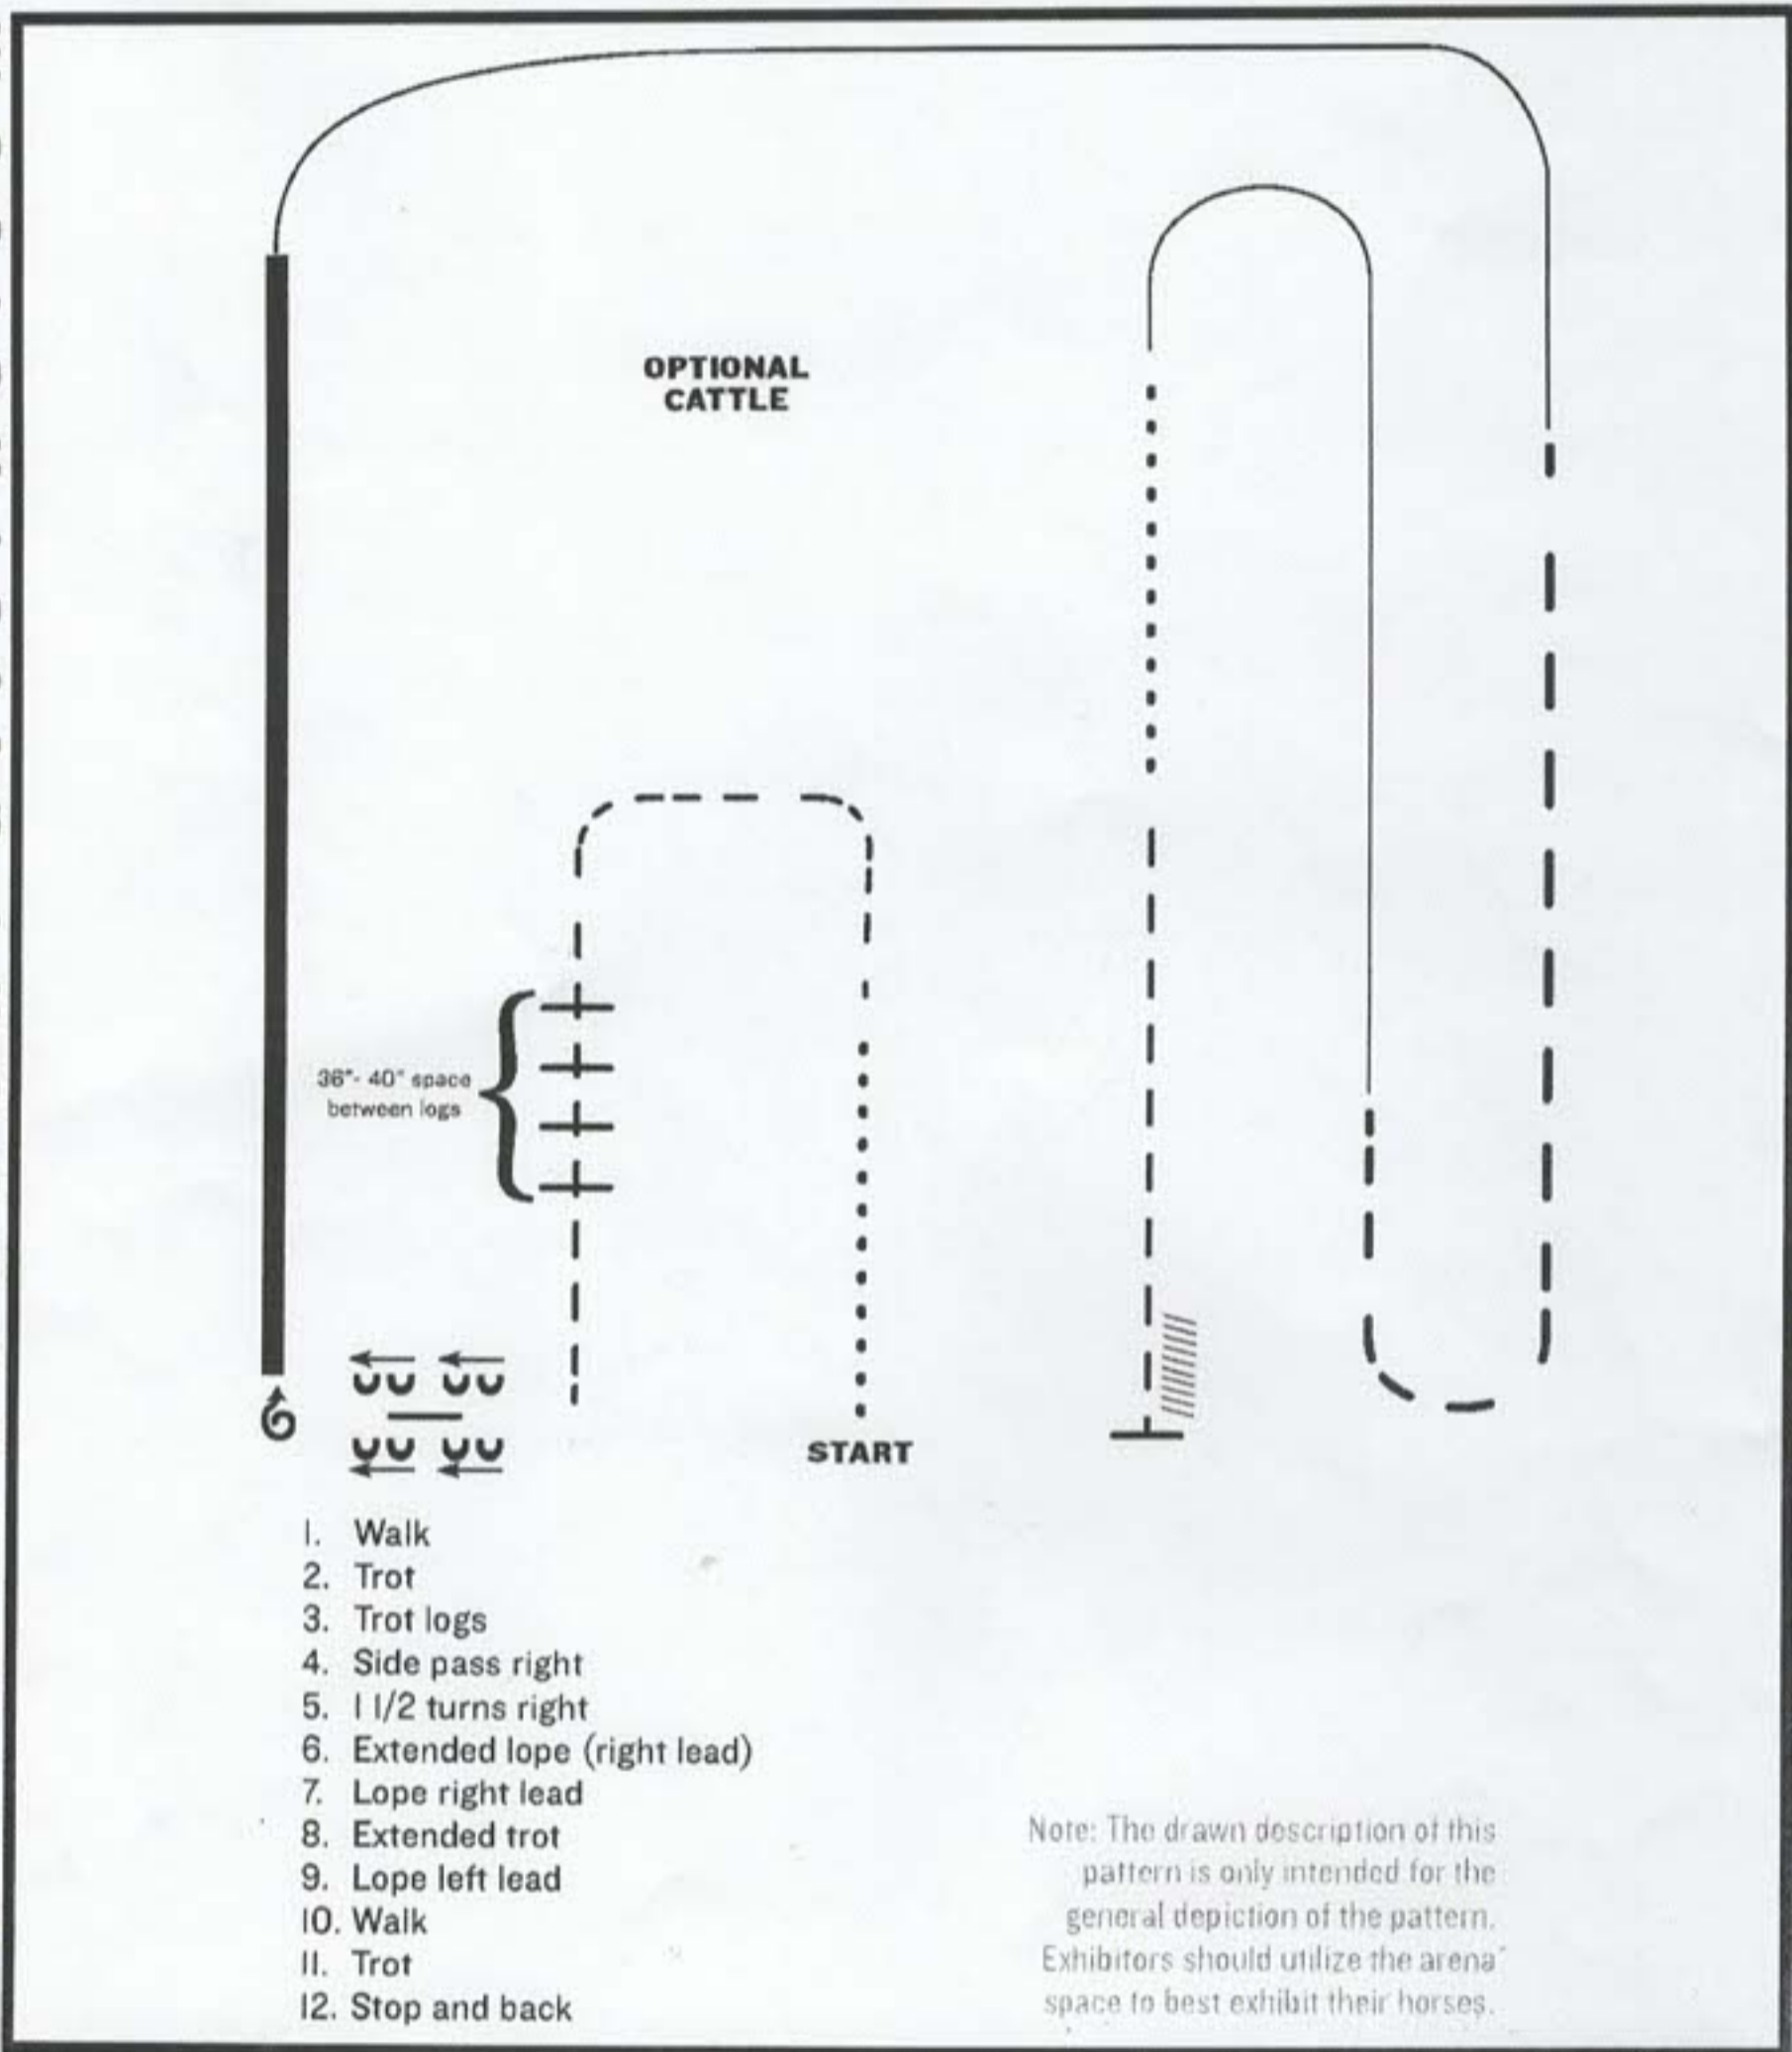 OPTIONAL
CATTLE
36"- 40" space
between logs
START
1. Walk
2. Trot
3. Trot logs
4. Side pass right
5. 1 1/2 turns right
6. Extended lope (right lead)
7. Lope right lead
8. Extended trot
9. Lope left lead
10. Walk
11. Trot
12. Stop and back
Note: The drawn description of this
pattern is only intended for the
general depiction of the pattern.
Exhibitors should utilize the arena
space to best exhibit their horses.